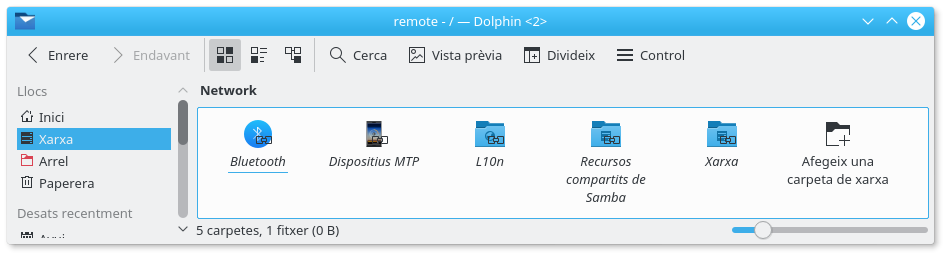 remote - / — Dolphin <2>
Enrere Endavant Cerca Vista prèvia Divideix Control
Llocs
Inici
Xarxa
Arrel
Paperera
Desats recentment
Network
Bluetooth Dispositius MTP L10n Recursos compartits de Samba Xarxa Afegeix una carpeta de xarxa
5 carpetes, 1 fitxer (0 B)